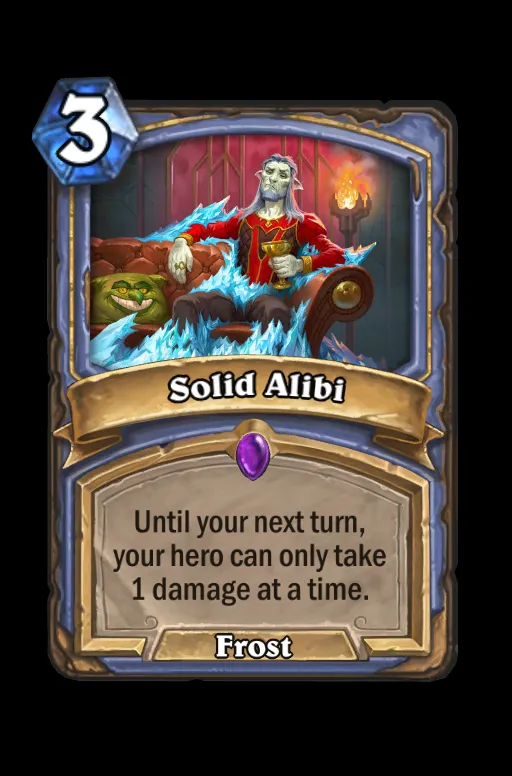 3
Solid Alibi
Until your next turn,
your hero can only take
1 damage at a time.
Frost